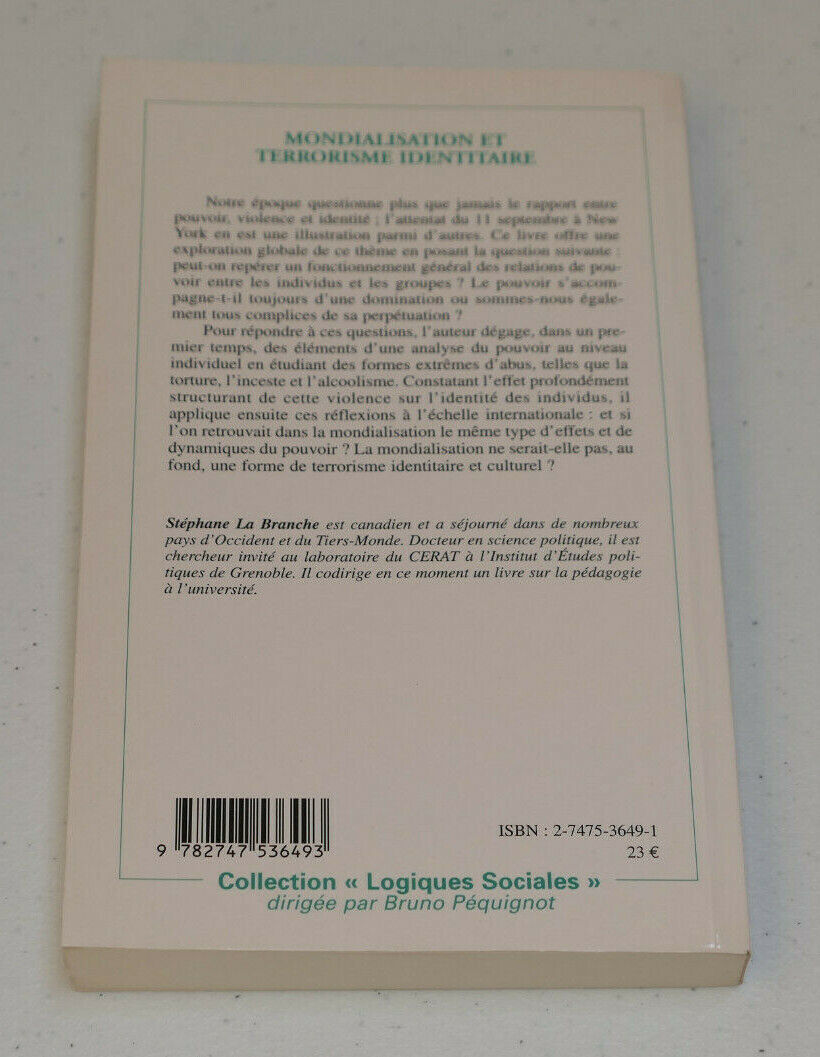 MONDIALISATION ET
TERRORISME IDENTITAIRE
Notre époque questionne plus que jamais le rapport entre
pouvoir, violence et identité ; l'attentat du 11 septembre à New
York en est une illustration parmi d'autres. Ce livre offre une
exploration globale de ce thème en posant la question suivante :
peut-on repérer un fonctionnement général des relations de pou-
voir entre les individus et les groupes ? Le pouvoir s'accom-
pagne-t-il toujours d'une domination ou sommes-nous égale-
ment tous complices de sa perpétuation ?
Pour répondre à ces questions, l'auteur dégage, dans un pre-
mier temps, des éléments d'une analyse du pouvoir au niveau
individuel en étudiant des formes extrêmes d'abus, telles que la
torture, l'inceste et l'alcoolisme. Constatant l'effet profondément
structurant de cette violence sur l'identité des individus, il
applique ensuite ces réflexions à l'échelle internationale : et si
l'on retrouvait dans la mondialisation le même type d'effets et de
dynamiques du pouvoir ? La mondialisation ne serait-elle pas, au
fond, une forme de terrorisme identitaire et culturel ?
Stéphane La Branche est canadien et a séjourné dans de nombreux
pays d'Occident et du Tiers-Monde. Docteur en science politique, il est
chercheur invité au laboratoire du CERAT à l'Institut d'Études poli-
tiques de Grenoble. Il codirige en ce moment un livre sur la pédagogie
à l'université.
ISBN : 2-7475-3649-1
23 €
9 782747 536493
Collection « Logiques Sociales »
dirigée par Bruno Péquignot